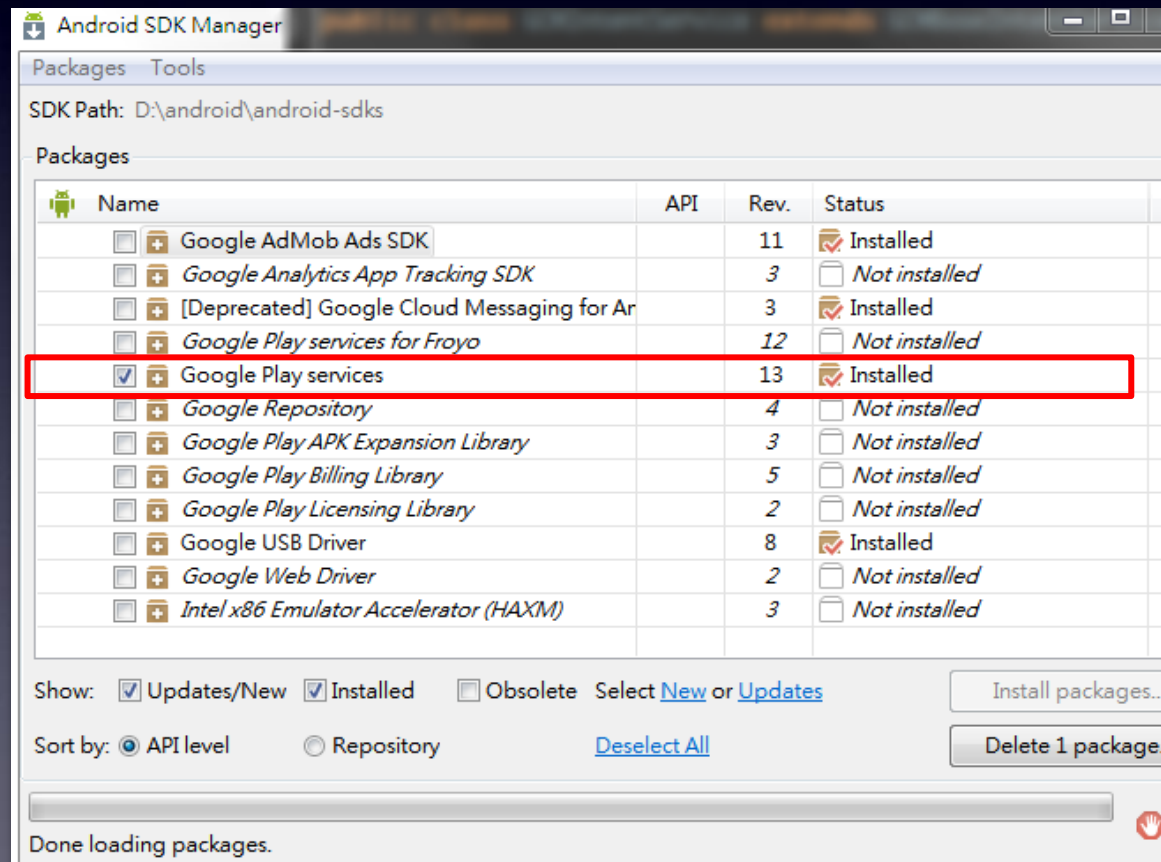 Android SDK Manager
public class extends
Packages Tools
SDK Path: D:\android\android-sdks
Packages
Name API Rev. Status
Google AdMob Ads SDK 11 Installed
Google Analytics App Tracking SDK 3 Not installed
[Deprecated] Google Cloud Messaging for Ar 3 Installed
Google Play services for Froyo 12 Not installed
Google Play services 13 Installed
Google Repository 4 Not installed
Google Play APK Expansion Library 3 Not installed
Google Play Billing Library 5 Not installed
Google Play Licensing Library 2 Not installed
Google USB Driver 8 Installed
Google Web Driver 2 Not installed
Intel x86 Emulator Accelerator (HAXM) 3 Not installed
Show: Updates/New Installed Obsolete Select New or Updates Install packages..
Sort by: API level Repository Deselect All Delete 1 package.
Done loading packages.